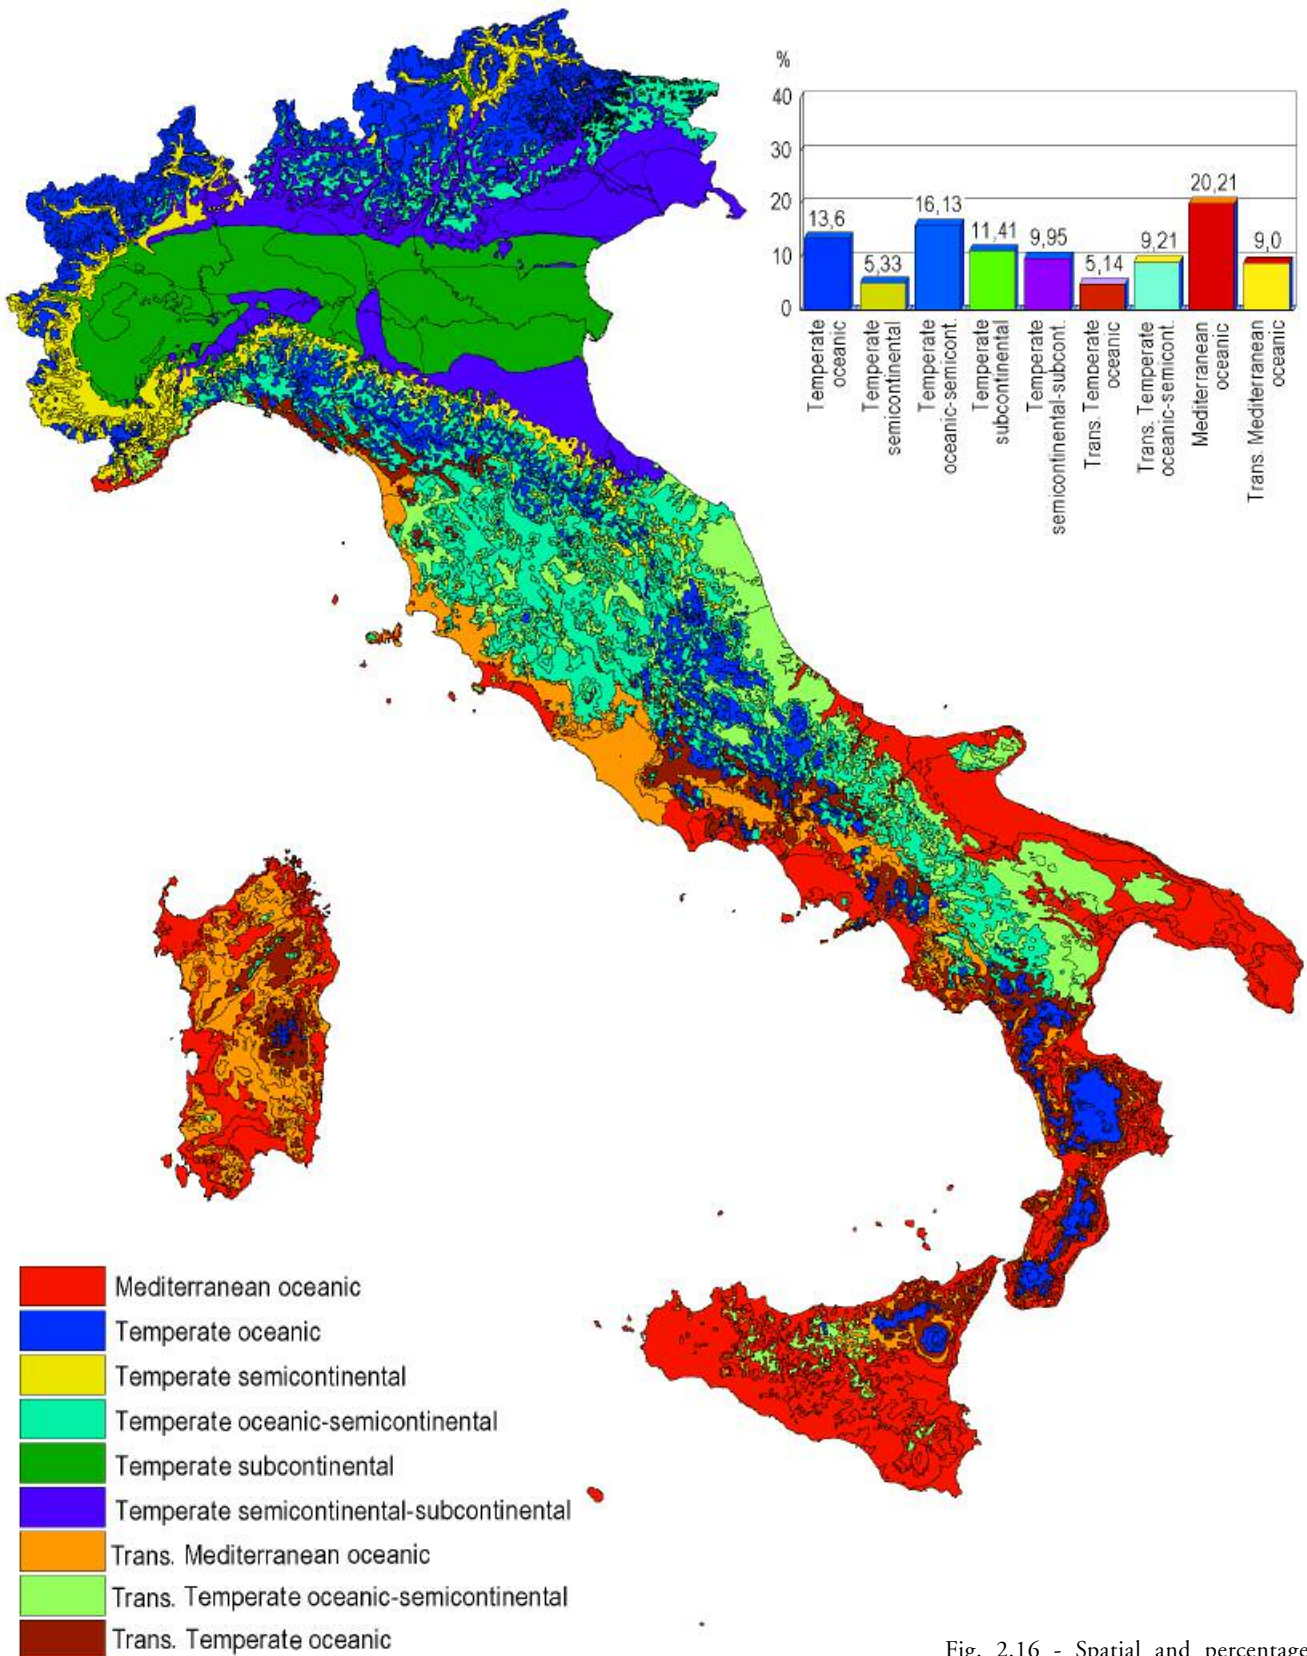 %
40
30
20
10
0
13,6
5,33
16,13
11,41
9,95
5,14
9,21
20,21
9,0
Temperate
oceanic
Temperate
semicontinental
Temperate
oceanic-semicont.
Temperate
subcontinental
Temperate
semicontinental-subcont.
Trans. Temperate
oceanic
Trans. Temperate
oceanic-semicont.
Mediterranean
oceanic
Trans. Mediterranean
oceanic
Mediterranean oceanic
Temperate oceanic
Temperate semicontinental
Temperate oceanic-semicontinental
Temperate subcontinental
Temperate semicontinental-subcontinental
Trans. Mediterranean oceanic
Trans. Temperate oceanic-semicontinental
Trans. Temperate oceanic
Fig. 2.16 - Spatial and percentage